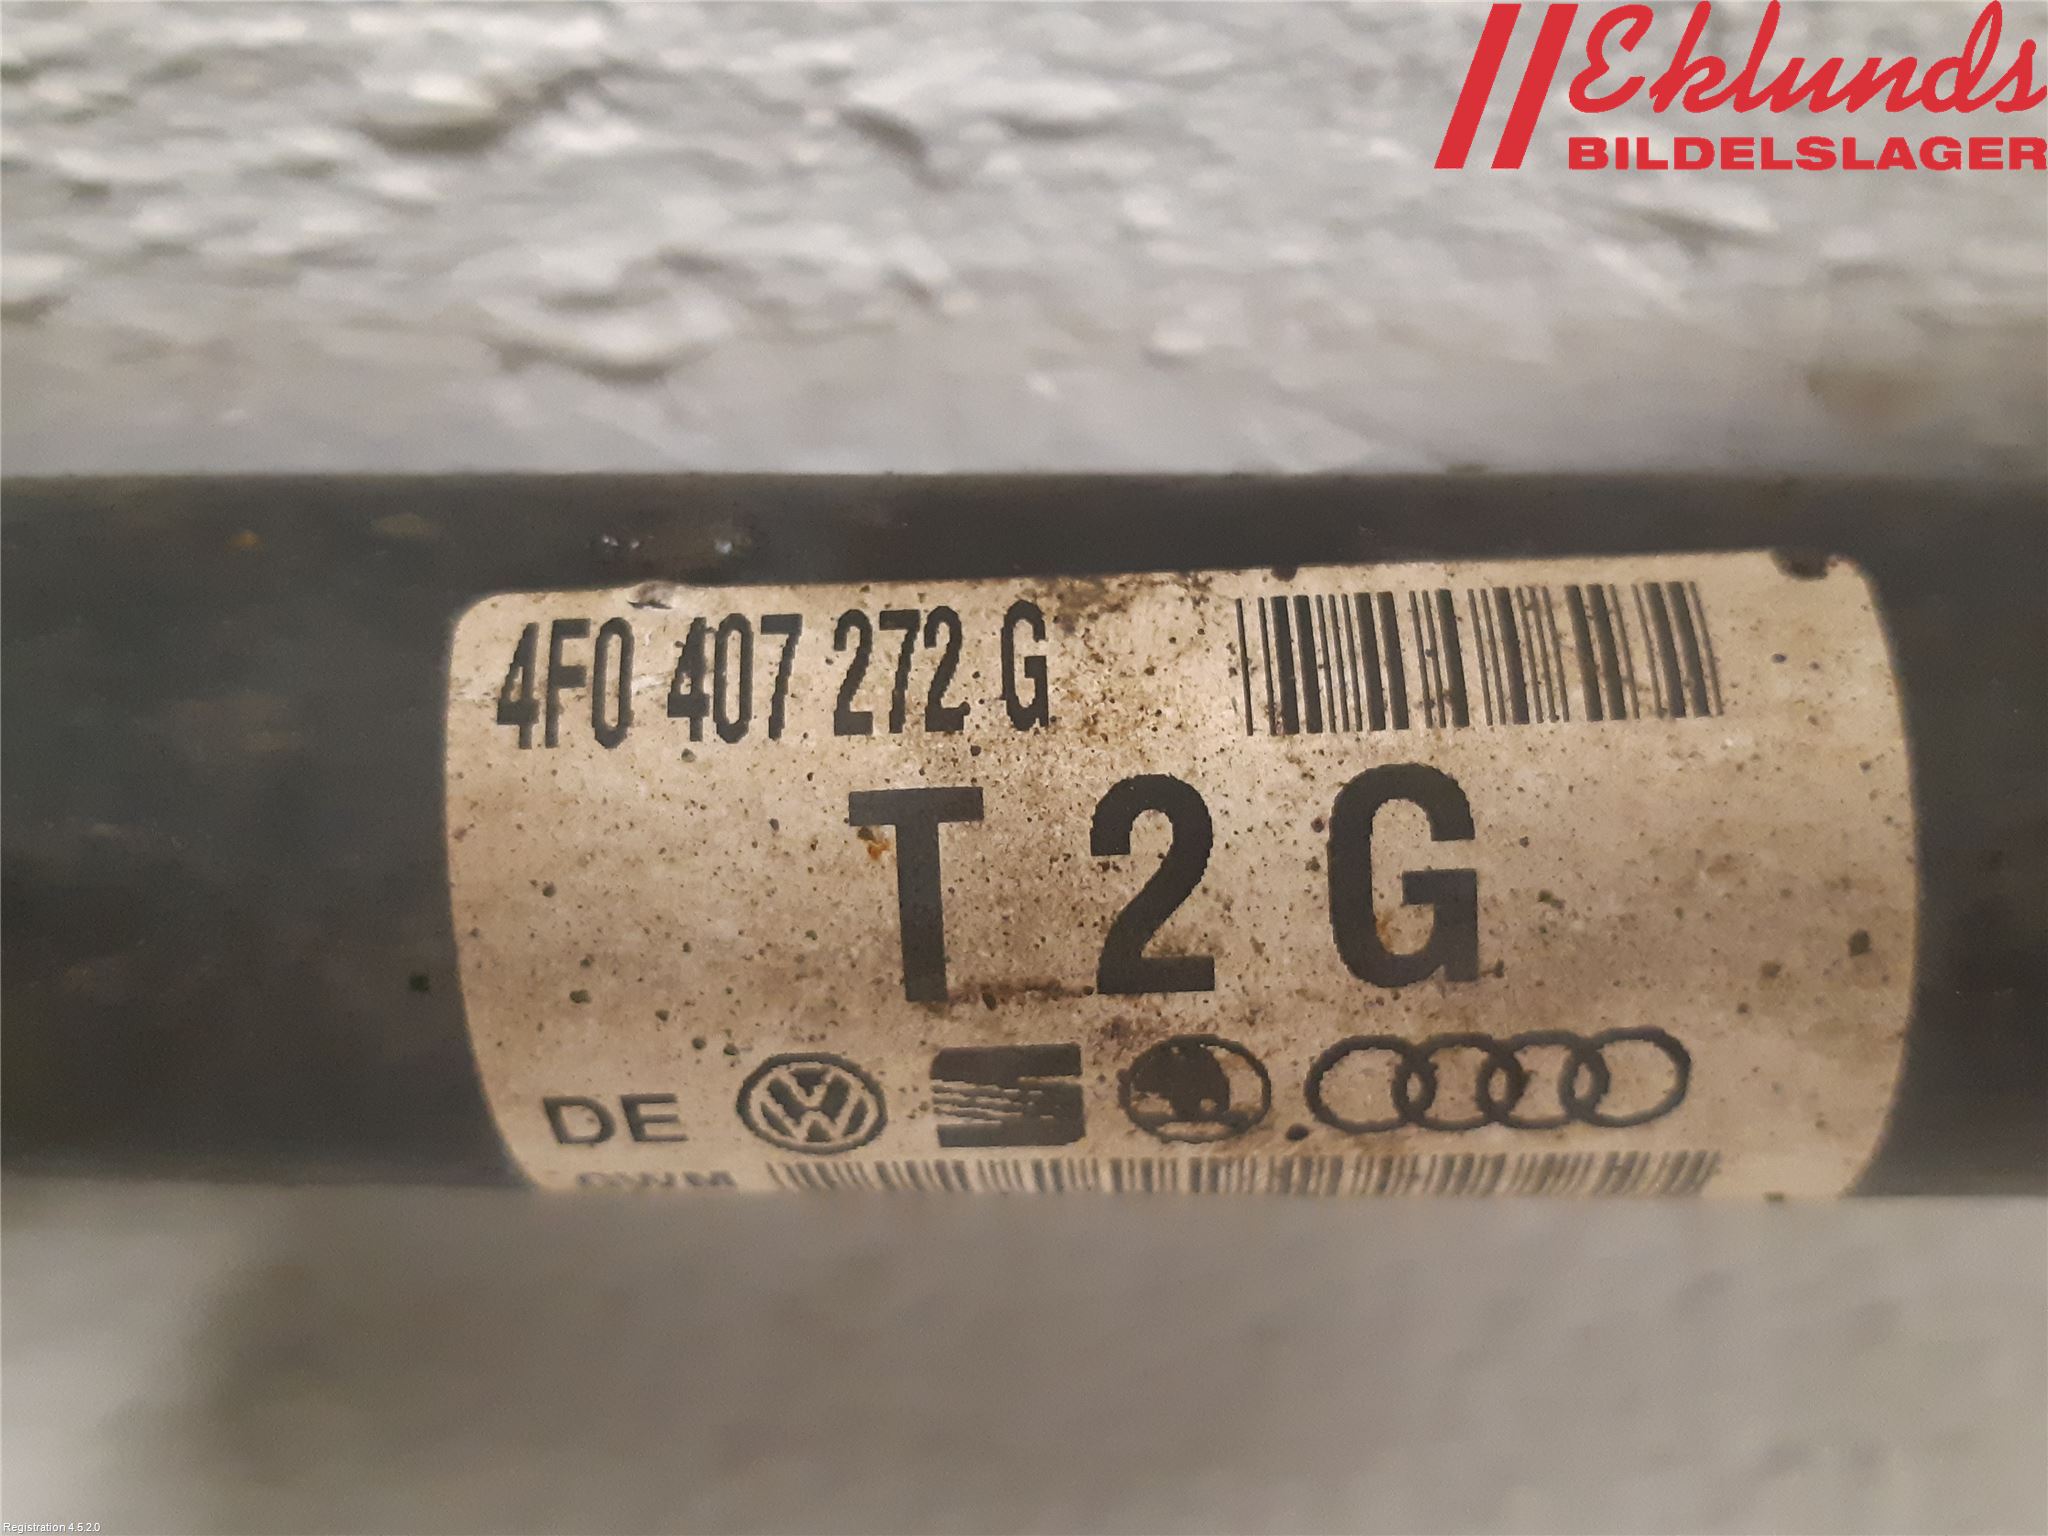 Eklunds
BILDELSLAGER
4F0 407 272 G
T 2 G
DE
Registration 4.5.2.0